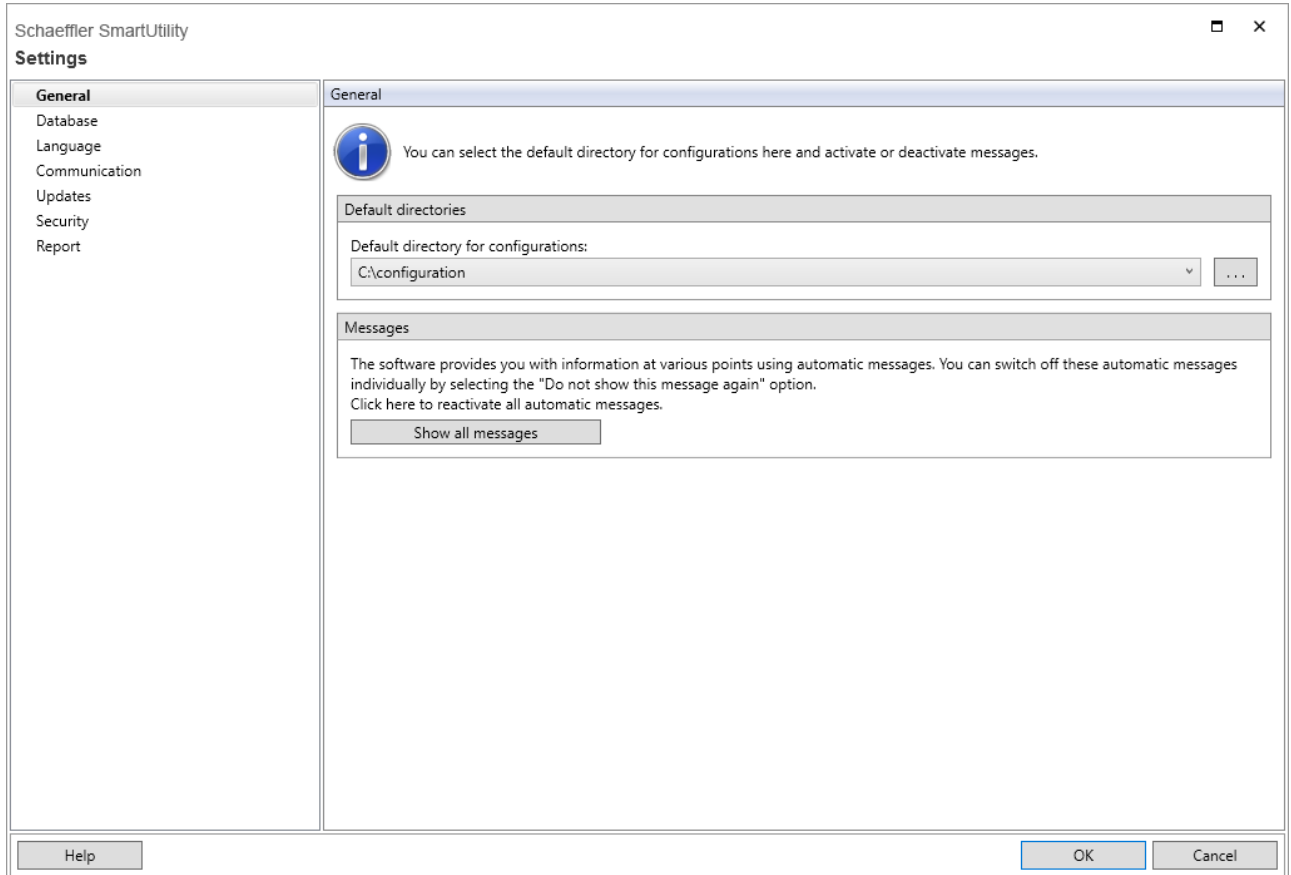 Schaeffler SmartUtility
Settings
General
Database
Language
Communication
Updates
Security
Report
General
You can select the default directory for configurations here and activate or deactivate messages.
Default directories
Default directory for configurations:
C:\configuration
...
Messages
The software provides you with information at various points using automatic messages. You can switch off these automatic messages
individually by selecting the "Do not show this message again" option.
Click here to reactivate all automatic messages.
Show all messages
Help
OK
Cancel